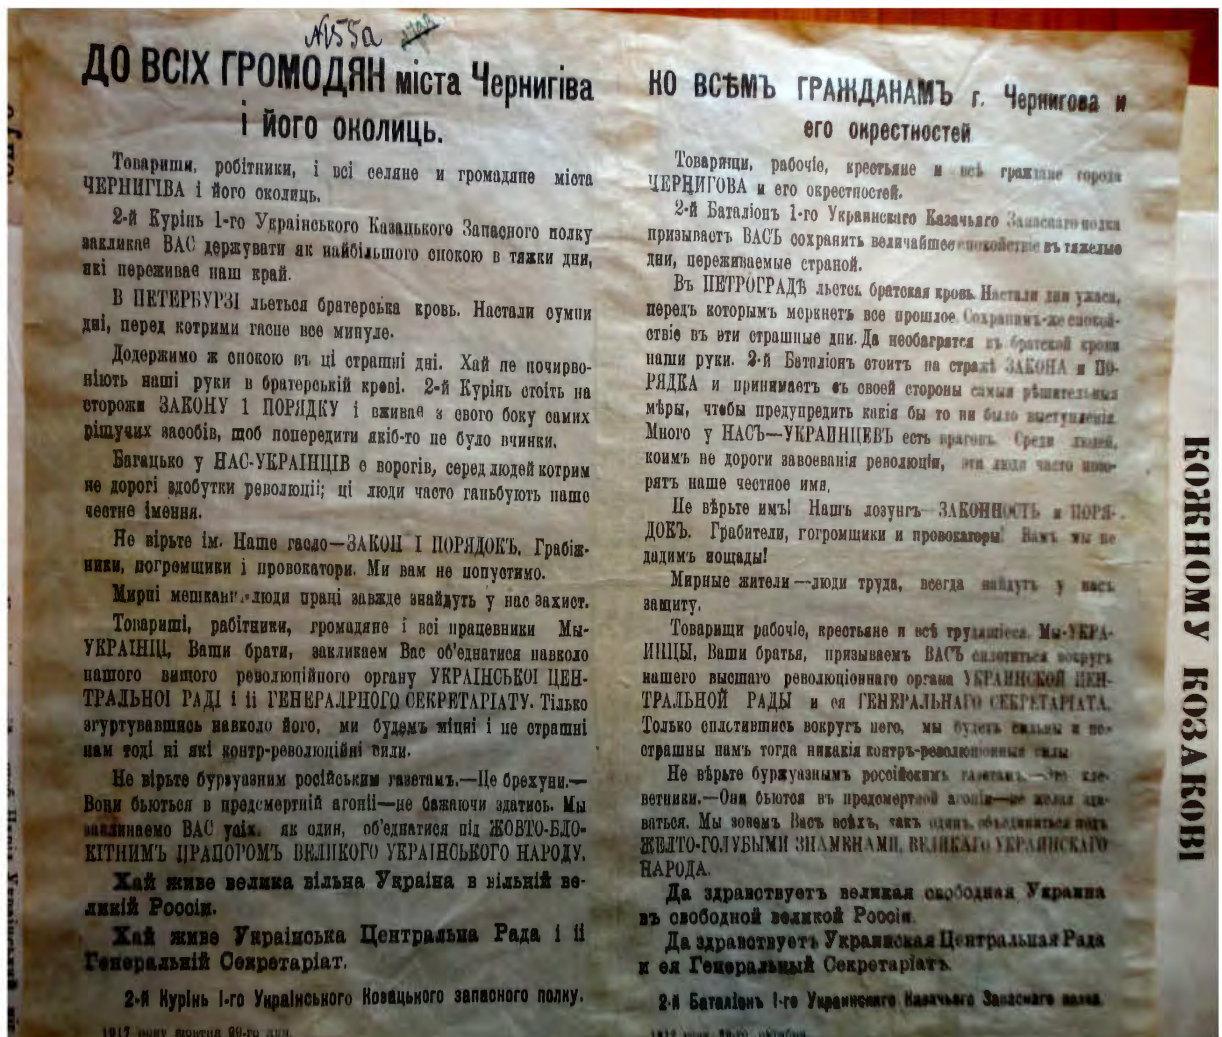 №55а
ДО ВСІХ ГРОМОДЯН міста Чернигіва
і його околиць.
Товариши, робітники, і всі селяне и громадяне міста
ЧЕРНИГІВА і його околиць.
2-й Курінь 1-го Українського Казацького Запасного полку
закликае ВАС держувати як найбільшого спокою в тяжки дни,
які переживае наш край.
В ПЕТЕРБУРЗІ льеться братерська кровь. Настали сумни
дні, перед котрими гасне все минуле.
Додержимо ж спокою въ ці страшні дні. Хай не почирво-
ніють наші руки в братерській крові. 2-й Курінь стоіть на
сторожи ЗАКОНУ 1 ПОРЯДКУ і вживае з свого боку самих
рішучих засобів, щоб попередити якіб-то не було вчинки.
Багацько у НАС-УКРАІНЦІВ е ворогів, серед людей котрим
не дорогі здобутки революціі; ці люди часто ганьбують наше
честне імення.
Не вірьте ім. Наше гасло—ЗАКОН І ПОРЯДОКЪ. Грабіж-
ники, погромщики і провокатори. Ми вам не попустимо.
Мирні люди праці завжде знайдуть у нас захист.
Товариші, рабітники, громадяне і всі працевники Мы-
УКРАІНЦІ, Ваши брати, закликаем Вас об'еднатися навколо
нашого вищого революційного органу УКРАІНСЬКОІ ЦЕН-
ТРАЛЬНОІ РАДІ і іі ГЕНЕРАЛРНОГО СЕКРЕТАРІАТУ. Тілько
згуртувавшись навколо його, ми будемъ міцні і не страшні
нам тоді ні які контр-революційні сили.
Не вірьте буржуазним російським газетамъ.—Це брехуни.—
Вони бьються в предсмертній агоніі—не бажаючи здатись. Мы
закликаемо ВАС усіх, як один, об'еднатися під ЖОВТО-БЛО-
КІТНИМЪ ПРАПОРОМЪ ВЕЛИКОГО УКРАІНСЬКОГО НАРОДУ.
Хай живе велика вільна Украіна в вільній ве-
ликій Россіи.
Хай живе Украінська Центральна Рада і іі
Генеральній Секретаріат.
2-й Курінь І-го Українського Козацького запасного полку.
1917 року жовтня 29-го дня
КО ВСѢМЪ ГРАЖДАНАМЪ г. Чернигова и
его окрестностей
Товарищи, рабочіе, крестьяне и всѣ граждане города
ЧЕРНИГОВА и его окрестностей.
2-й Баталіонъ 1-го Украинскаго Казачьяго Запаснаго полка
призываетъ ВАСЪ сохранить величайшее спокойствіе въ тяжелые
дни, переживаемые страной.
Въ ПЕТРОГРАДѢ льется братская кровь. Настали дни ужаса,
передъ которымъ меркнетъ все прошлое Сохранимъ-же спокой-
ствіе въ эти страшные дни. Да необагрятся въ братской крови
наши руки. 2-й Баталіонъ стоитъ на стражѣ ЗАКОНА и ПО-
РЯДКА и принимаетъ съ своей стороны самыя рѣшительныя
мѣры, чтобы предупредить какія бы то ни было выступленія.
Много у НАСЪ—УКРАИНЦЕВЪ есть враговъ. Среди людей,
коимъ не дороги завоеванія революціи, эти люди часто позо-
рятъ наше честное имя.
Не вѣрьте имъ! Нашъ лозунгъ ЗАКОННОСТЬ и ПОРЯ-
ДОКЪ. Грабители, гогромщики и провокаторы! Вамъ мы не
дадимъ пощады!
Мирные жители—люди труда, всегда найдутъ у насъ
защиту.
Товарищи рабочіе, крестьяне и всѣ трудящіеся. Мы-УКРА-
ИНЦЫ, Ваши братья, призываемъ ВАСЪ сплотиться вокругъ
нашего высшаго революціоннаго органа УКРАИНСКОЙ ЦЕН-
ТРАЛЬНОЙ РАДЫ и ея ГЕНЕРАЛЬНАГО СЕКРЕТАРІАТА.
Только сплотившись вокругъ него, мы будемъ сильны и не-
страшны намъ тогда никакія контръ-революціонныя силы
Не вѣрьте буржуазнымъ россійскимъ газетамъ.—Это кле-
ветники.—Они бьются въ предсмертной агоніи—не желая сда-
ваться. Мы зовемъ Васъ всѣхъ, какъ одинъ, объединиться подъ
ЖЕЛТО-ГОЛУБЫМИ ЗНАМЕНАМИ, ВЕЛИКАГО УКРАИНСКАГО
НАРОДА.
Да здравствуетъ великая свободная Украина
въ свободной великой Россіи.
Да здравствуетъ Украинская Центральная Рада
и ея Генеральный Секретаріатъ.
2-й Баталіонъ І-го Украинскаго Казачьяго Запаснаго полка.
КОЖНОМУ КОЗАКОВІ